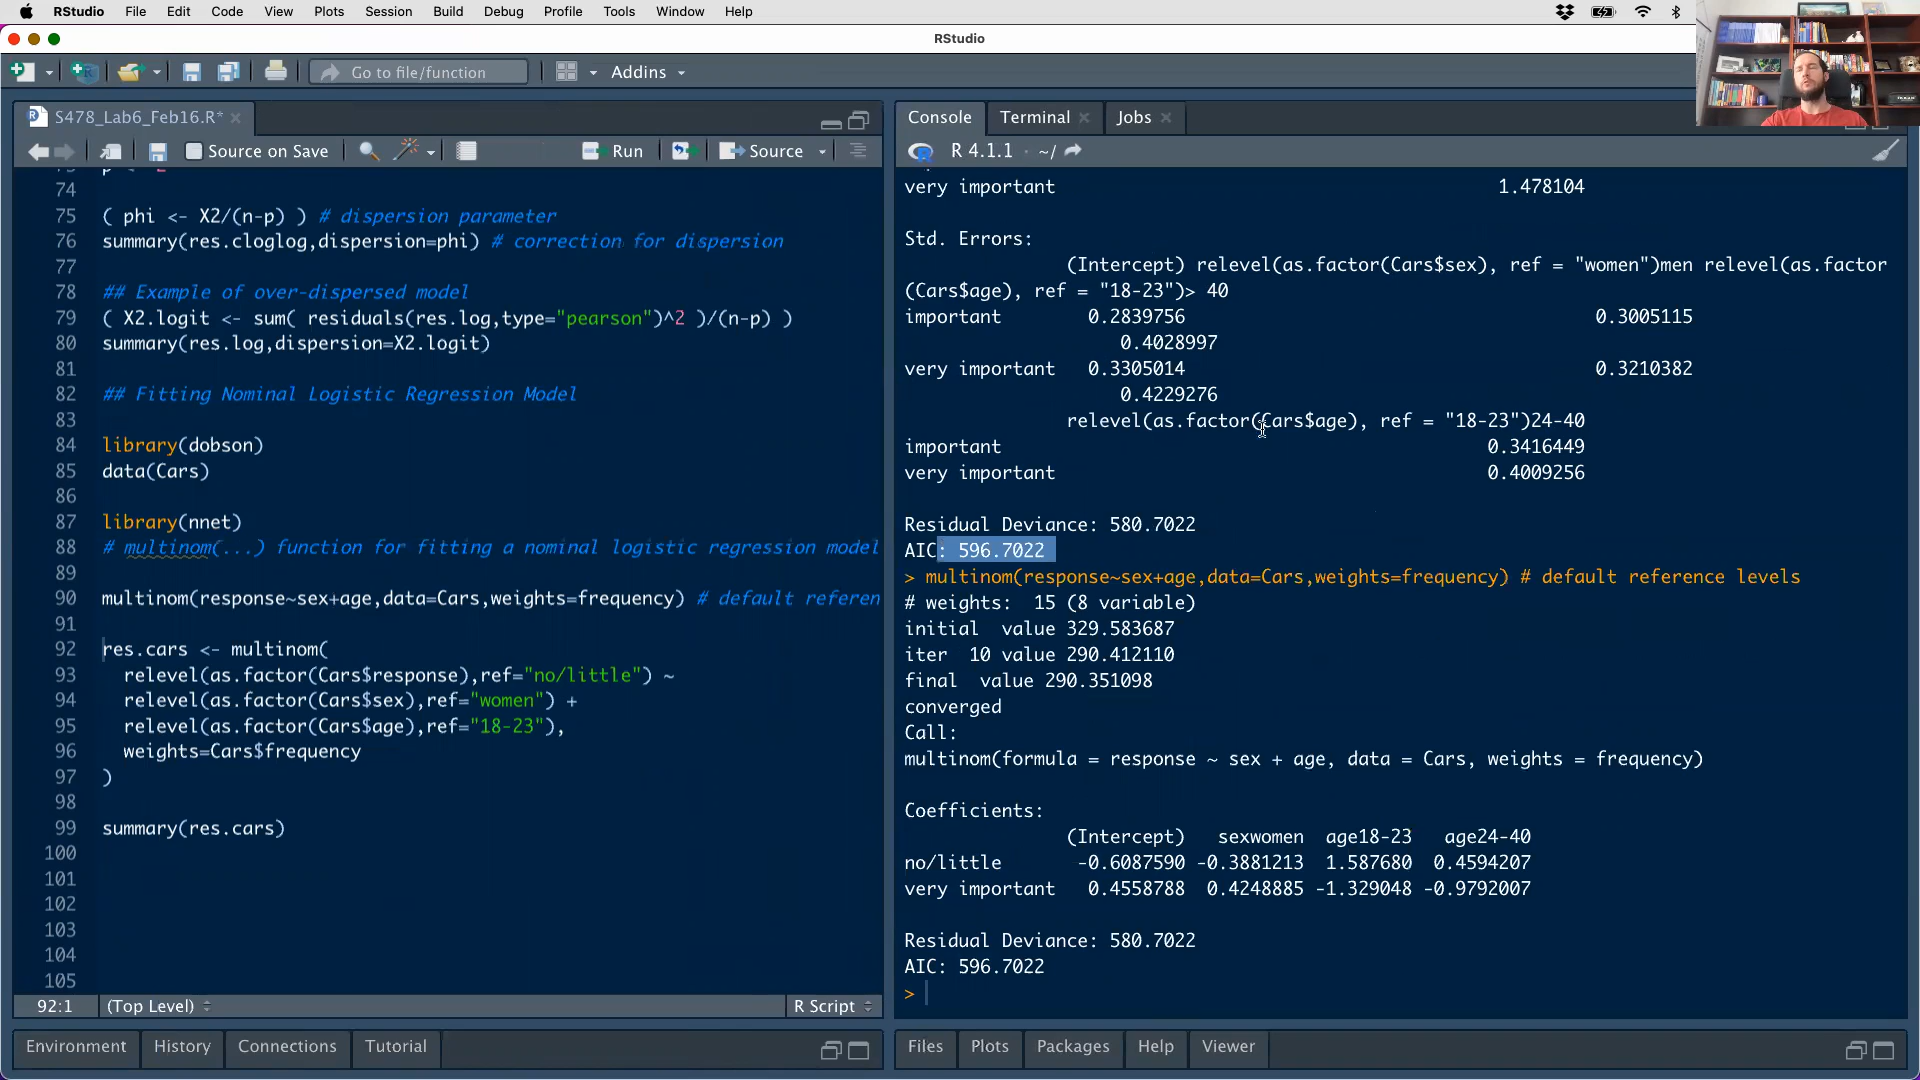 RStudio File Edit Code View Plots Session Build Debug Profile Tools Window Help
RStudio
Go to file/function Addins
S478_Lab6_Feb16.R*
Source on Save Run Source
74
75 ( phi <- X2/(n-p) ) # dispersion parameter
76 summary(res.cloglog,dispersion=phi) # correction for dispersion
77
78 ## Example of over-dispersed model
79 ( X2.logit <- sum( residuals(res.log,type="pearson")^2 )/(n-p) )
80 summary(res.log,dispersion=X2.logit)
81
82 ## Fitting Nominal Logistic Regression Model
83
84 library(dobson)
85 data(Cars)
86
87 library(nnet)
88 # multinom(...) function for fitting a nominal logistic regression model
89
90 multinom(response~sex+age,data=Cars,weights=frequency) # default referen
91
92 res.cars <- multinom(
93 relevel(as.factor(Cars$response),ref="no/little") ~
94 relevel(as.factor(Cars$sex),ref="women") +
95 relevel(as.factor(Cars$age),ref="18-23"),
96 weights=Cars$frequency
97 )
98
99 summary(res.cars)
100
101
102
103
104
105
92:1 (Top Level) R Script
Environment History Connections Tutorial
Console Terminal Jobs
R 4.1.1 · ~/
very important 1.478104
Std. Errors:
(Intercept) relevel(as.factor(Cars$sex), ref = "women")men relevel(as.factor
(Cars$age), ref = "18-23")> 40
important 0.2839756 0.3005115
0.4028997
very important 0.3305014 0.3210382
0.4229276
relevel(as.factor(Cars$age), ref = "18-23")24-40
important 0.3416449
very important 0.4009256
Residual Deviance: 580.7022
AIC: 596.7022
> multinom(response~sex+age,data=Cars,weights=frequency) # default reference levels
# weights: 15 (8 variable)
initial value 329.583687
iter 10 value 290.412110
final value 290.351098
converged
Call:
multinom(formula = response ~ sex + age, data = Cars, weights = frequency)
Coefficients:
(Intercept) sexwomen age18-23 age24-40
no/little -0.6087590 -0.3881213 1.587680 0.4594207
very important 0.4558788 0.4248885 -1.329048 -0.9792007
Residual Deviance: 580.7022
AIC: 596.7022
>
Files Plots Packages Help Viewer